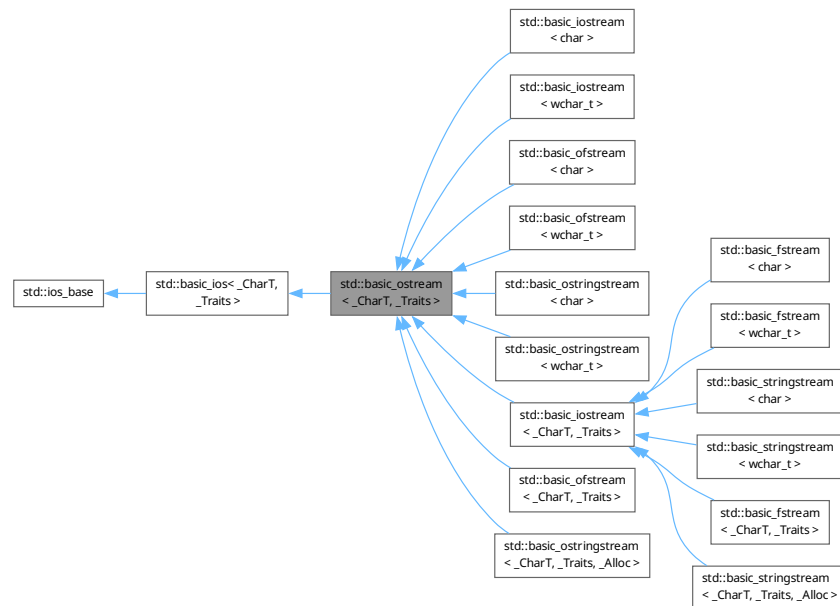 std::ios_base
std::basic_ios< _CharT,
_Traits >
std::basic_ostream
< _CharT, _Traits >
std::basic_iostream
< char >
std::basic_iostream
< wchar_t >
std::basic_ofstream
< char >
std::basic_ofstream
< wchar_t >
std::basic_ostringstream
< char >
std::basic_ostringstream
< wchar_t >
std::basic_iostream
< _CharT, _Traits >
std::basic_ofstream
< _CharT, _Traits >
std::basic_ostringstream
< _CharT, _Traits, _Alloc >
std::basic_fstream
< char >
std::basic_fstream
< wchar_t >
std::basic_stringstream
< char >
std::basic_stringstream
< wchar_t >
std::basic_fstream
< _CharT, _Traits >
std::basic_stringstream
< _CharT, _Traits, _Alloc >